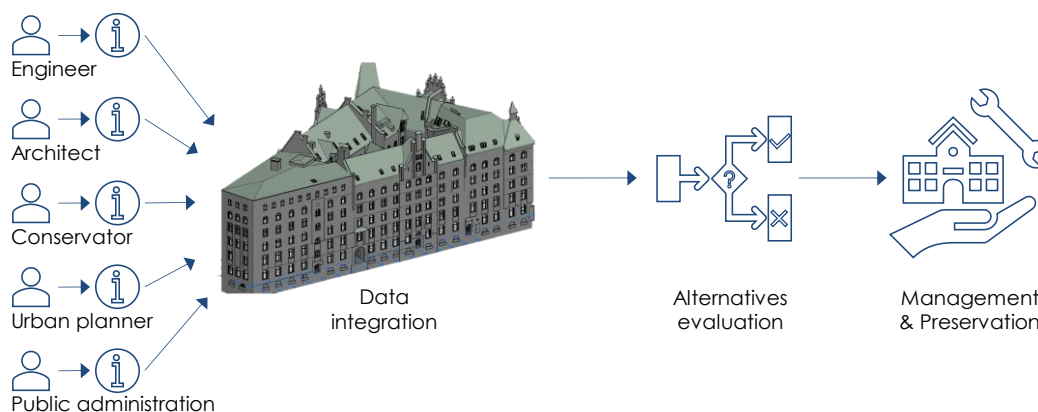 Engineer
Architect
Conservator
Urban planner
Public administration
Data
integration
?
Alternatives
evaluation
Management
& Preservation